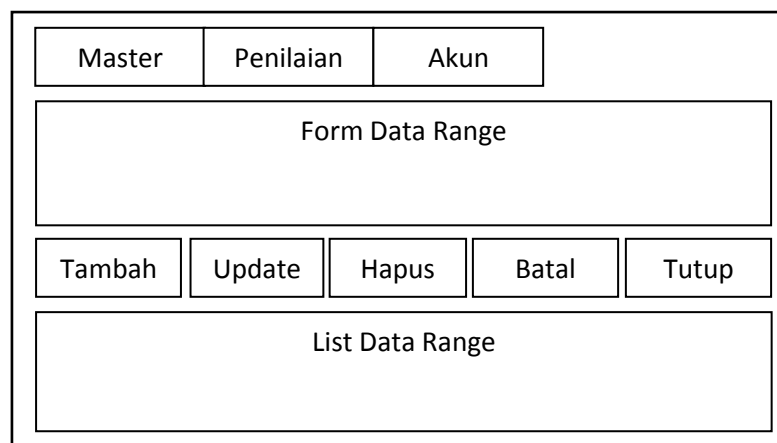 Master Penilaian Akun
Form Data Range
Tambah Update Hapus Batal Tutup
List Data Range